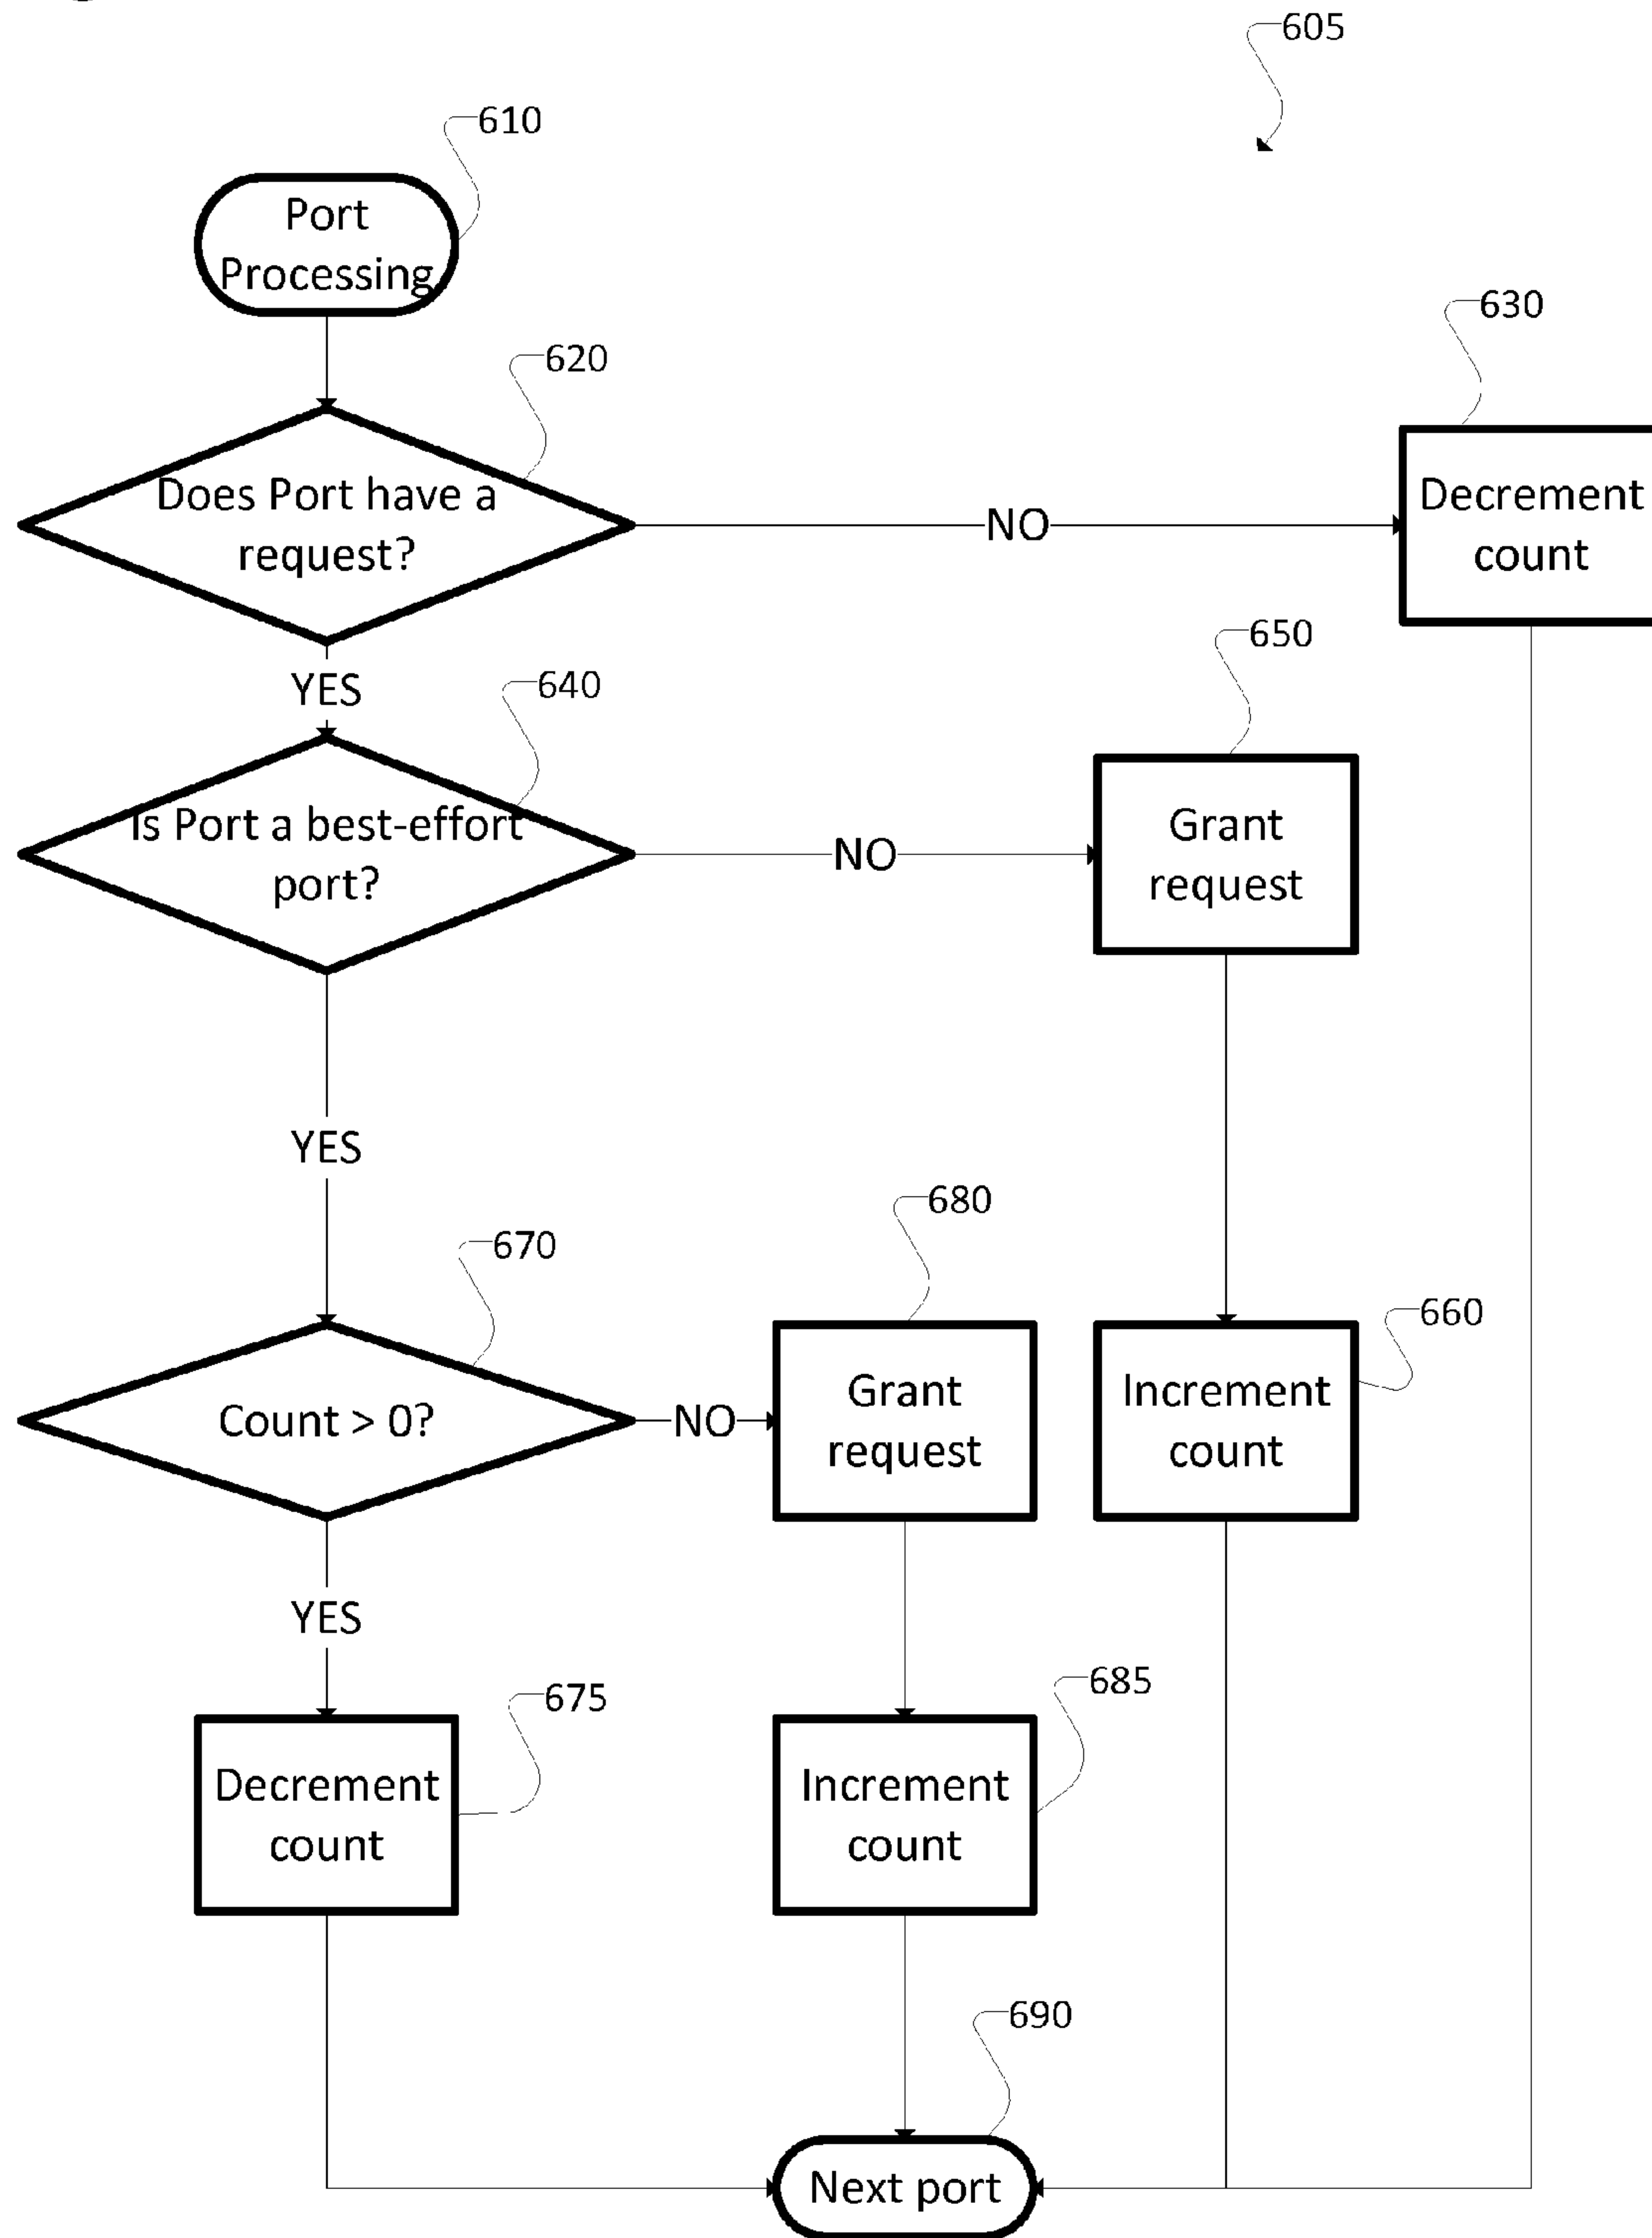 605
610
Port
Processing
620
630
Does Port have a
request?
NO
Decrement
count
650
YES
640
Is Port a best-effort
port?
NO
Grant
request
YES
680
670
660
Count > 0?
NO
Grant
request
Increment
count
YES
675
685
Decrement
count
Increment
count
690
Next port